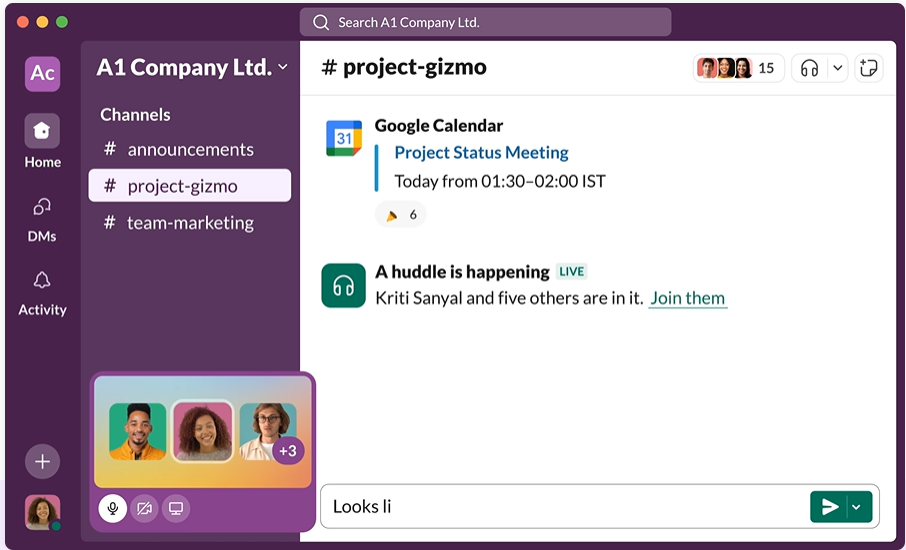 Search A1 Company Ltd.
Ac
Home
DMs
Activity
A1 Company Ltd.
Channels
# announcements
# project-gizmo
# team-marketing
+3
# project-gizmo
15
31
Google Calendar
Project Status Meeting
Today from 01:30–02:00 IST
6
A huddle is happening LIVE
Kriti Sanyal and five others are in it. Join them
Looks li